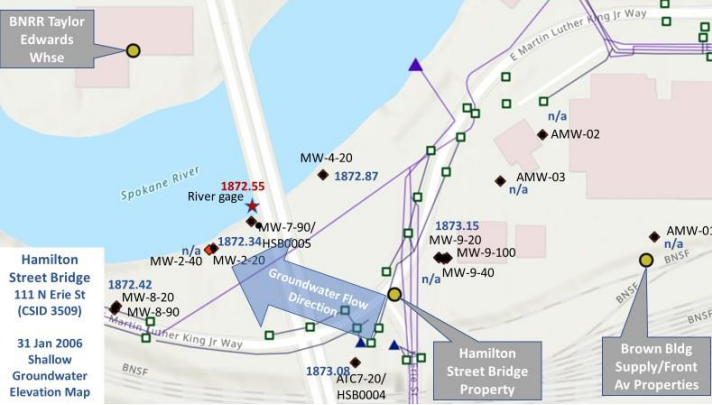 BNRR Taylor
Edwards
Whse
E Martin Luther King Jr Way
n/a
AMW-02
MW-4-20
1872.87
AMW-03
n/a
Spokane River
1872.55
River gage
MW-7-90/
HSB0005
1872.34
n/a
MW-2-40
MW-2-20
1873.15
MW-9-20
MW-9-100
MW-9-40
n/a
AMW-01
n/a
BNSF
BNSF
Hamilton
Street Bridge
111 N Erie St
(CSID 3509)
31 Jan 2006
Shallow
Groundwater
Elevation Map
1872.42
MW-8-20
MW-8-90
Martin Luther King Jr Way
Groundwater Flow
Direction
BNSF
1873.08
ATC7-20/
HSB0004
Hamilton
Street Bridge
Property
Brown Bldg
Supply/Front
Av Properties